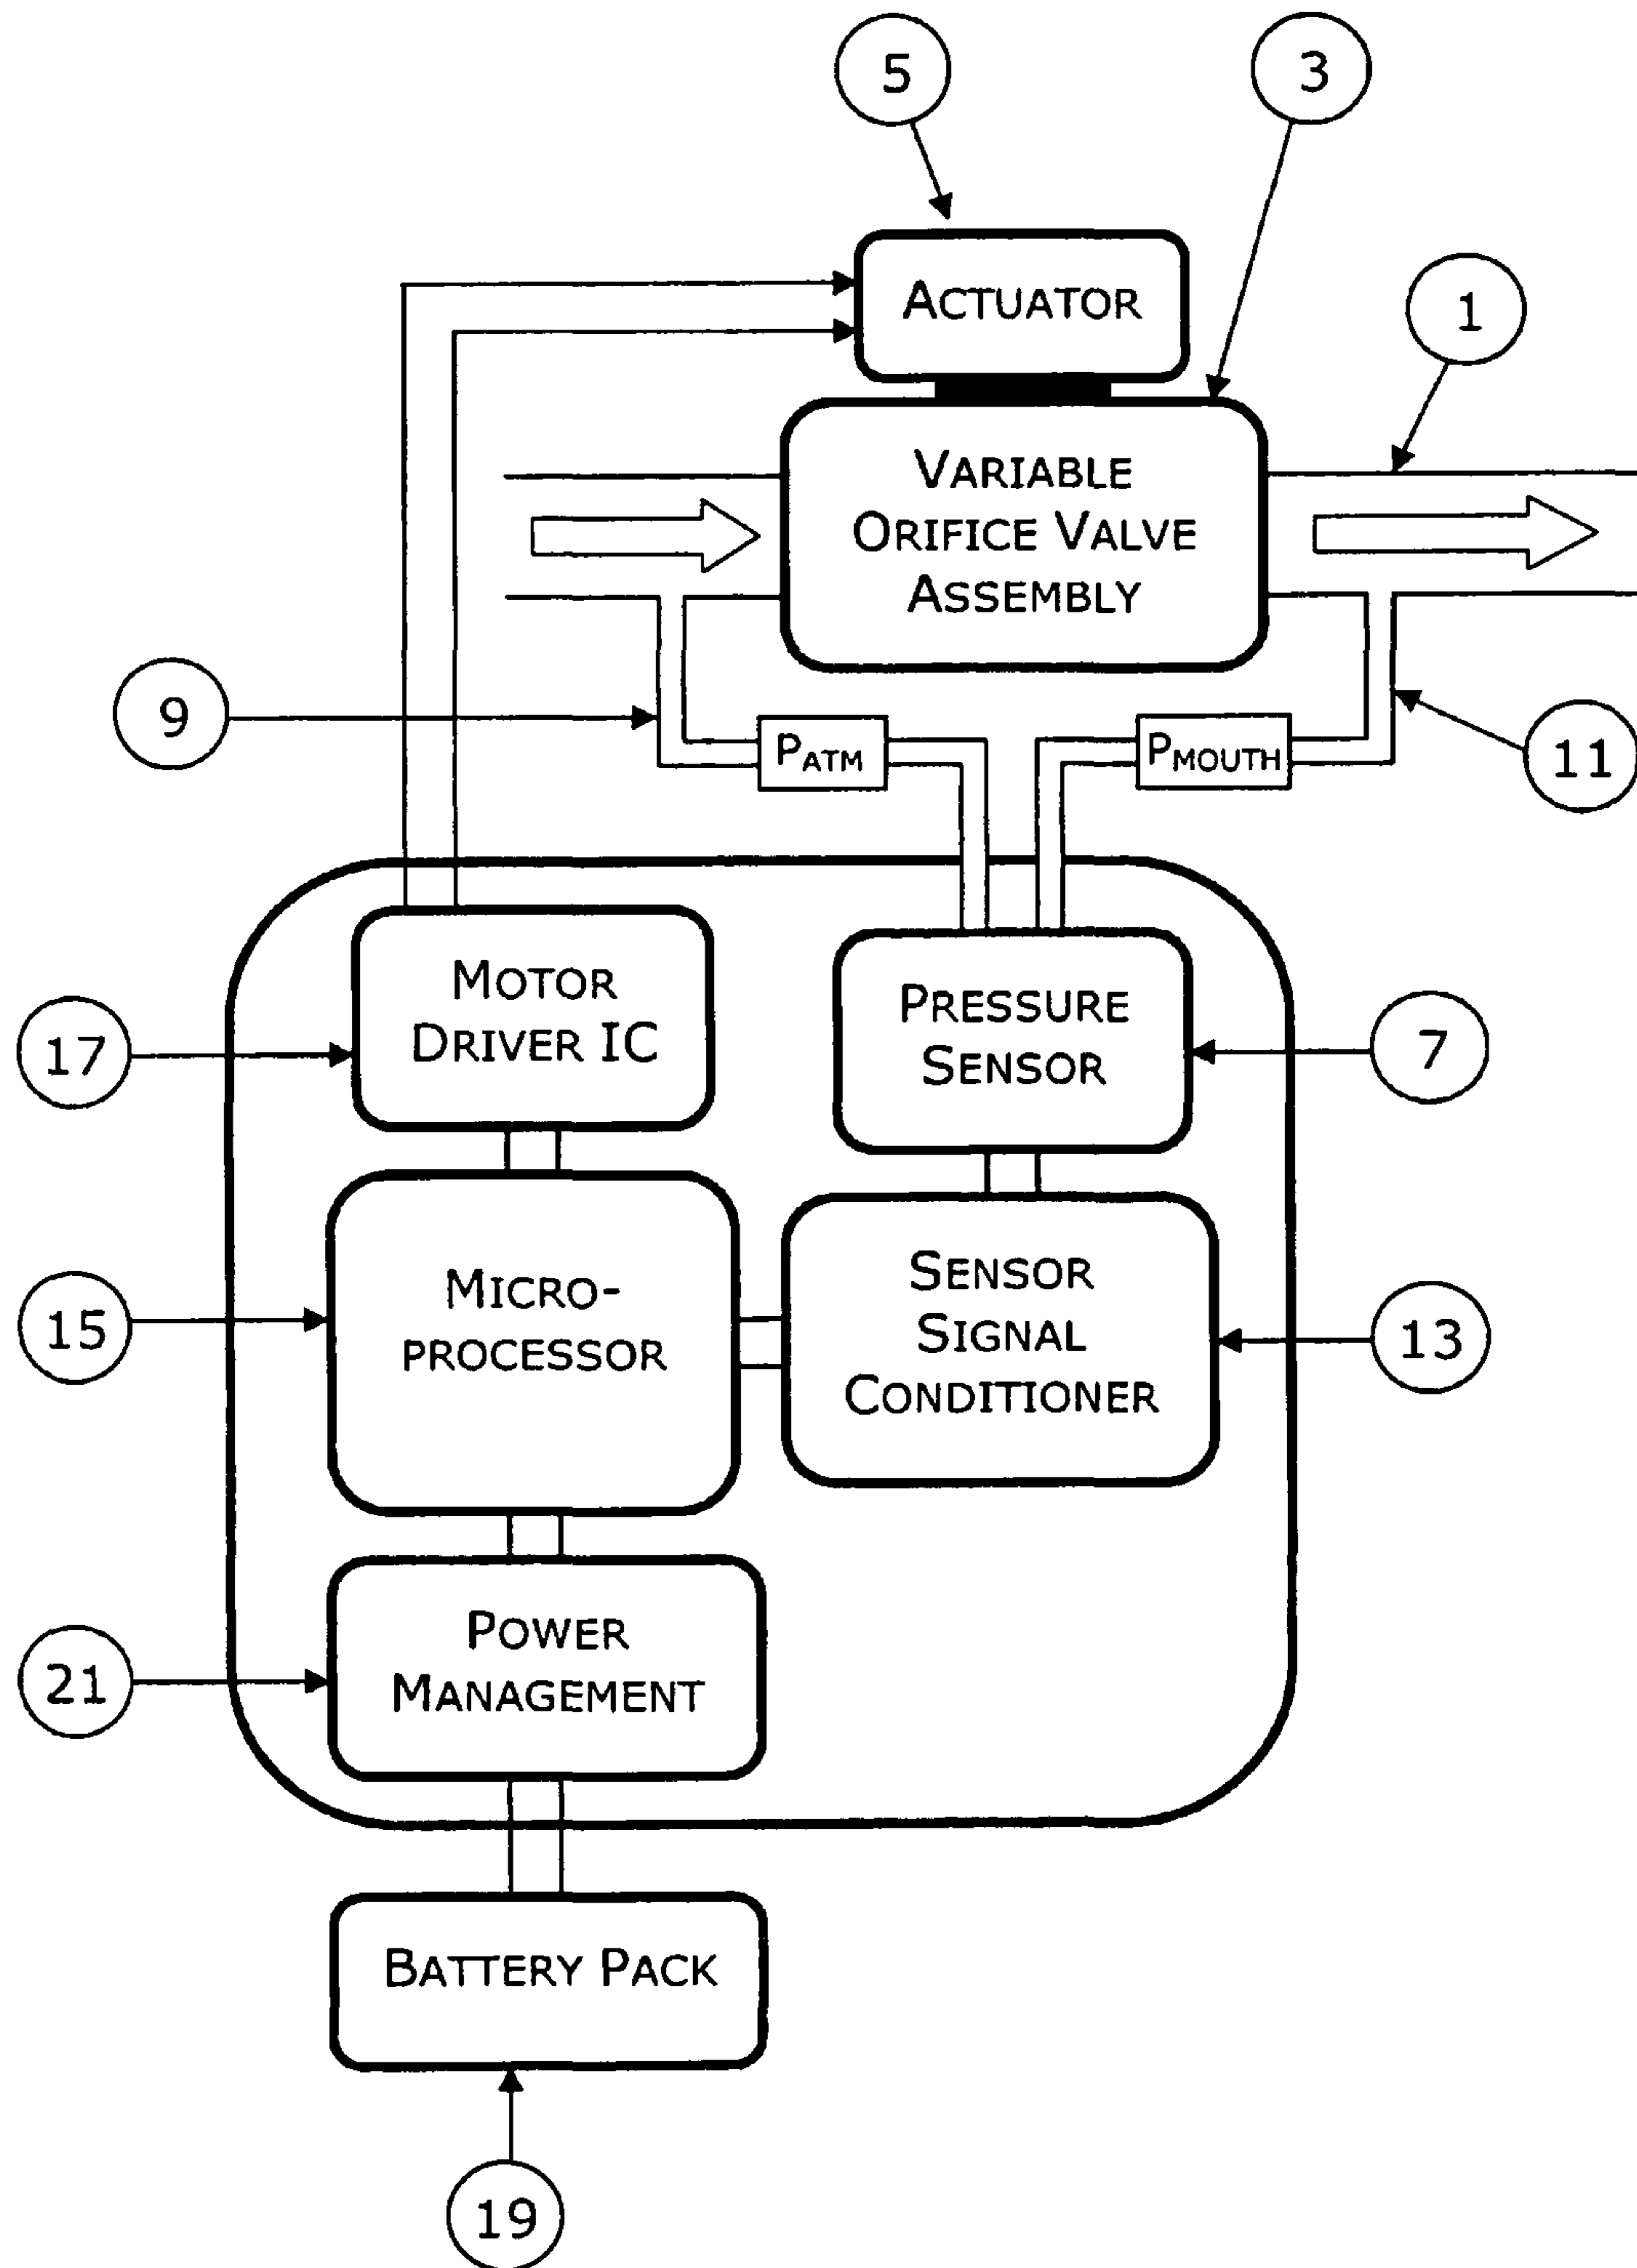 5
3
ACTUATOR
1
VARIABLE
ORIFICE VALVE
ASSEMBLY
9
PATM
PMOUTH
11
MOTOR
DRIVER IC
PRESSURE
SENSOR
17
7
MICRO-
PROCESSOR
SENSOR
SIGNAL
CONDITIONER
15
13
POWER
MANAGEMENT
21
BATTERY PACK
19